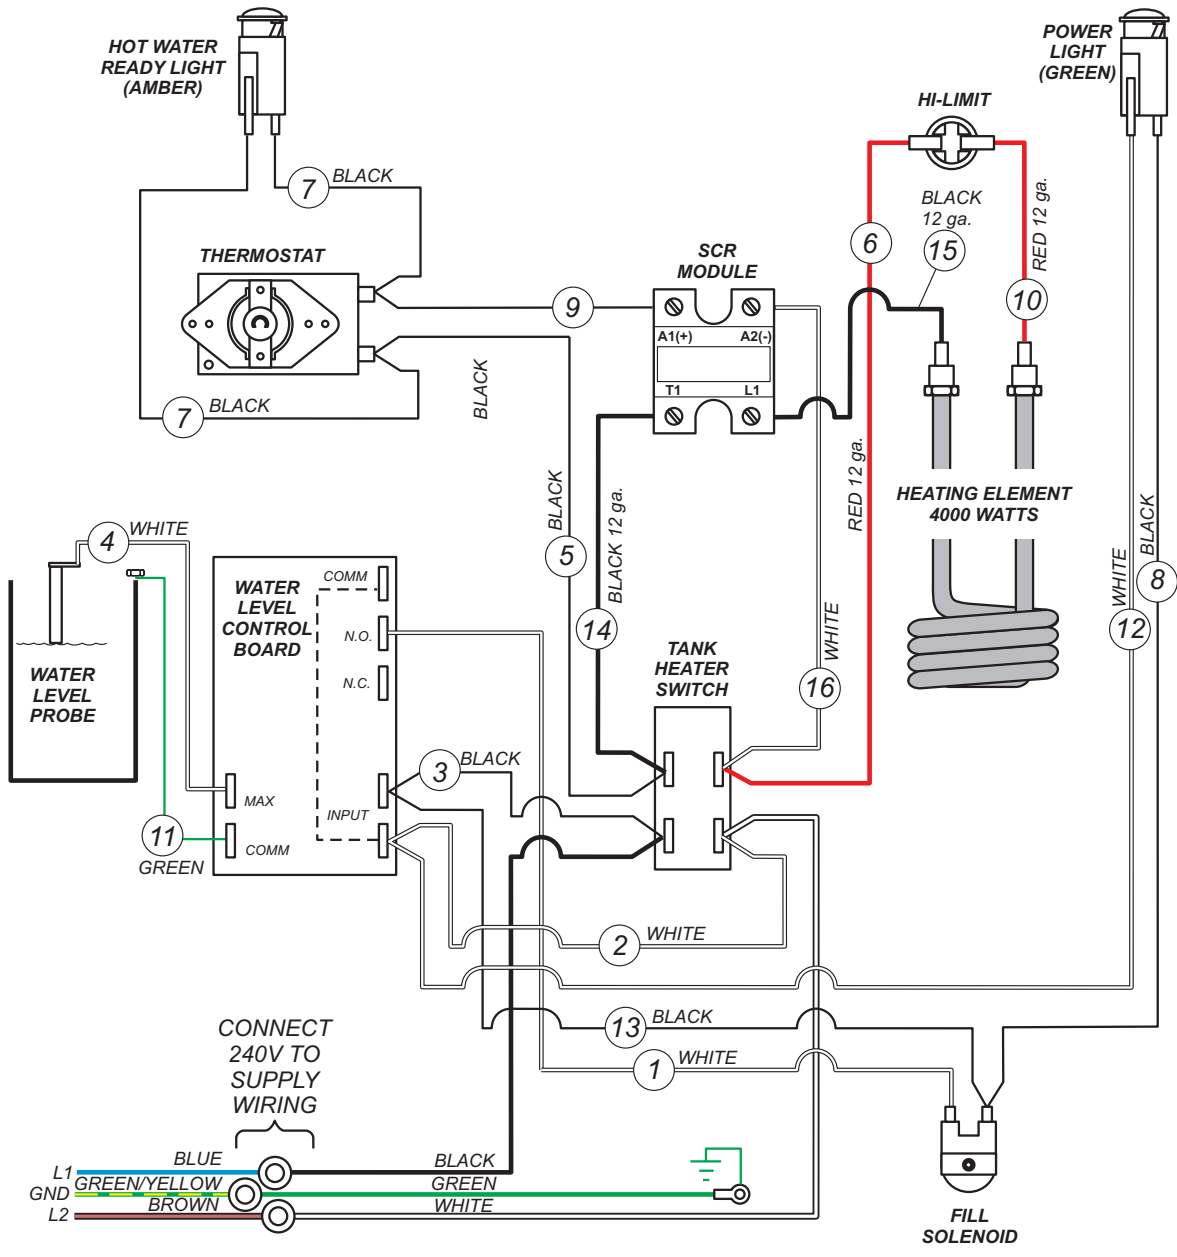 HOT WATER
READY LIGHT
(AMBER)
POWER
LIGHT
(GREEN)
HI-LIMIT
7
BLACK
BLACK
12 ga.
15
RED 12 ga.
6
10
THERMOSTAT
SCR
MODULE
9
A1(+)
A2(-)
T1
L1
7
BLACK
BLACK
BLACK
5
BLACK 12 ga.
14
RED 12 ga.
HEATING ELEMENT
4000 WATTS
WHITE
12
BLACK
8
4
WHITE
WATER
LEVEL
CONTROL
BOARD
COMM
N.O.
N.C.
WATER
LEVEL
PROBE
TANK
HEATER
SWITCH
WHITE
16
3
BLACK
MAX
INPUT
COMM
11
GREEN
2
WHITE
13
BLACK
1
WHITE
CONNECT
240V TO
SUPPLY
WIRING
L1
BLUE
BLACK
GND
GREEN/YELLOW
GREEN
L2
BROWN
WHITE
FILL
SOLENOID